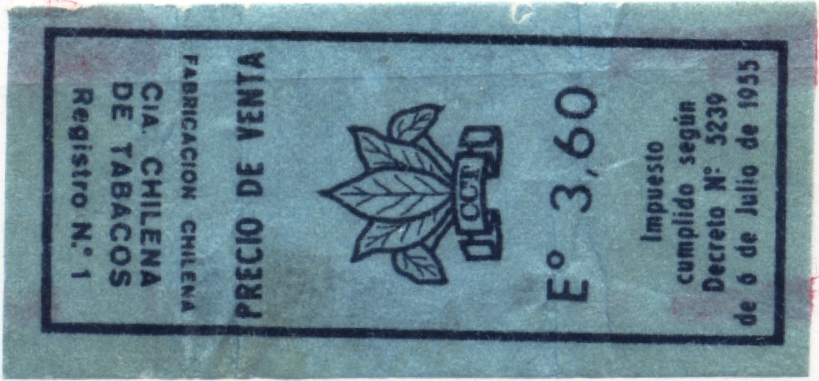 Registro N.° 1
CIA. CHILENA
DE TABACOS
FABRICACION CHILENA
PRECIO DE VENTA
CCT
E° 3,60
Impuesto
cumplido según
Decreto N° 5239
de 6 de Julio de 1955